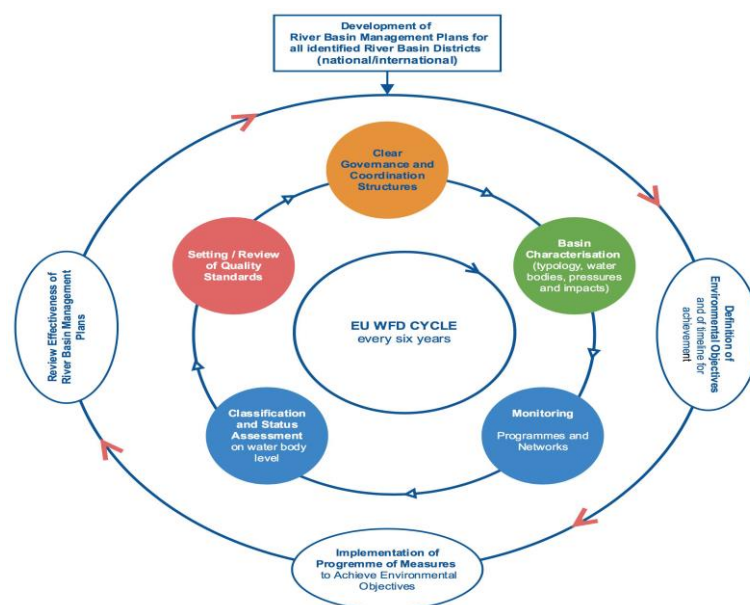 Development of
River Basin Management Plans for
all identified River Basin Districts
(national/international)
Clear
Governance and
Coordination
Structures
Setting / Review
of Quality
Standards
Basin
Characterisation
(typology, water
bodies, pressures
and impacts)
Review Effectiveness of
River Basin Management
Plans
EU WFD CYCLE
every six years
Definition of
Environmental Objectives
and of timeline for
achievement
Classification
and Status
Assessment
on water body
level
Monitoring
Programmes and
Networks
Implementation of
Programme of Measures
to Achieve Environmental
Objectives